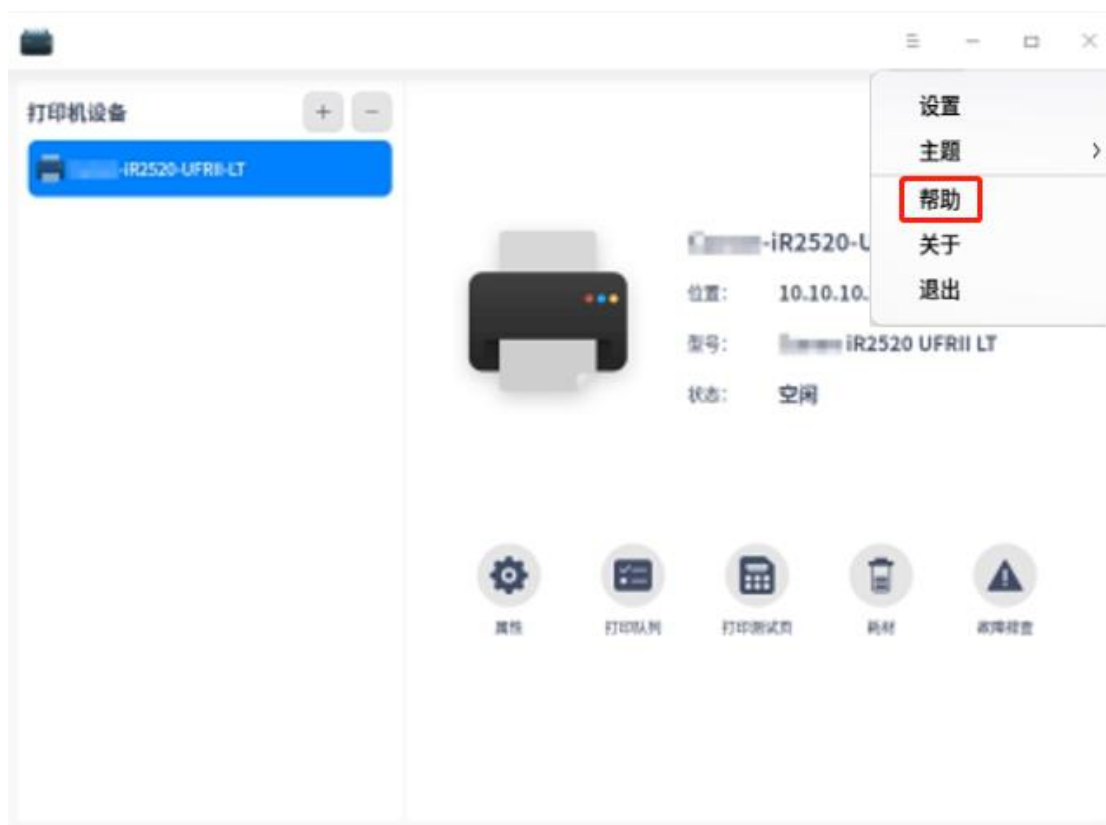 打印机设备
-iR2520-UFRII-LT
设置
主题
帮助
关于
退出
-iR2520-U
位置: 10.10.10.
型号: iR2520 UFRII LT
状态: 空闲
属性
打印队列
打印测试页
耗材
故障检查